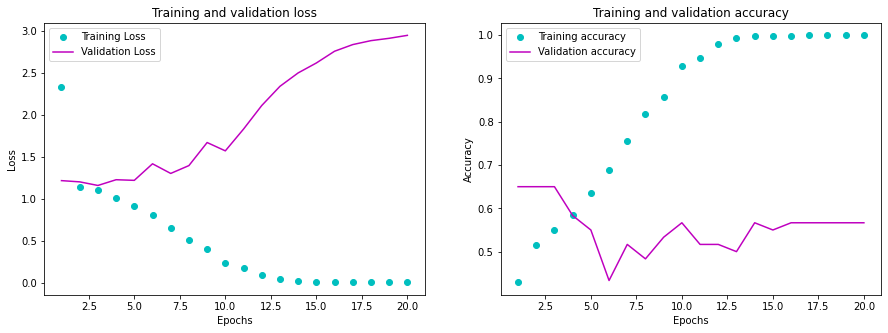 Training and validation loss
Training Loss
Validation Loss
Loss
3.0
2.5
2.0
1.5
1.0
0.5
0.0
2.5 5.0 7.5 10.0 12.5 15.0 17.5 20.0
Epochs
Training and validation accuracy
Training accuracy
Validation accuracy
Accuracy
1.0
0.9
0.8
0.7
0.6
0.5
2.5 5.0 7.5 10.0 12.5 15.0 17.5 20.0
Epochs